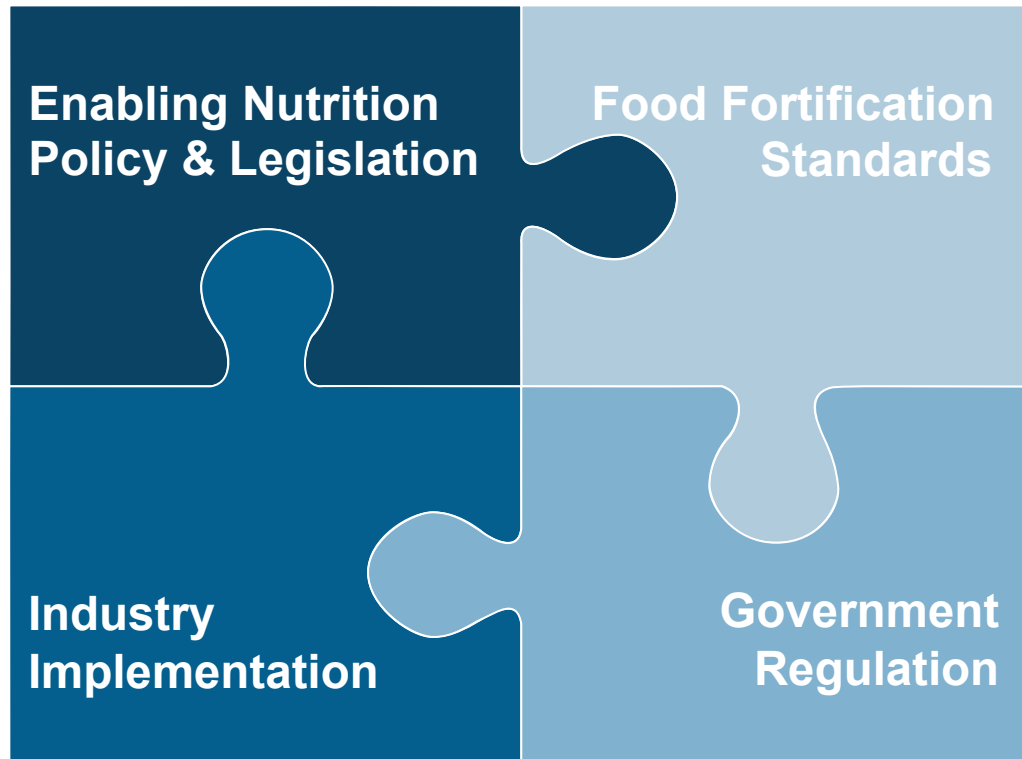 Enabling Nutrition
Policy & Legislation
Food Fortification
Standards
Industry
Implementation
Government
Regulation